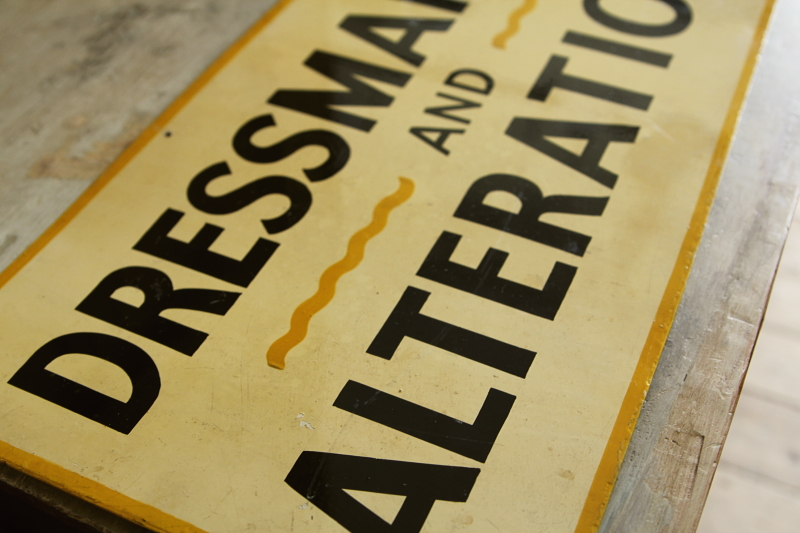 DRESSMA
AND
ALTERATIO